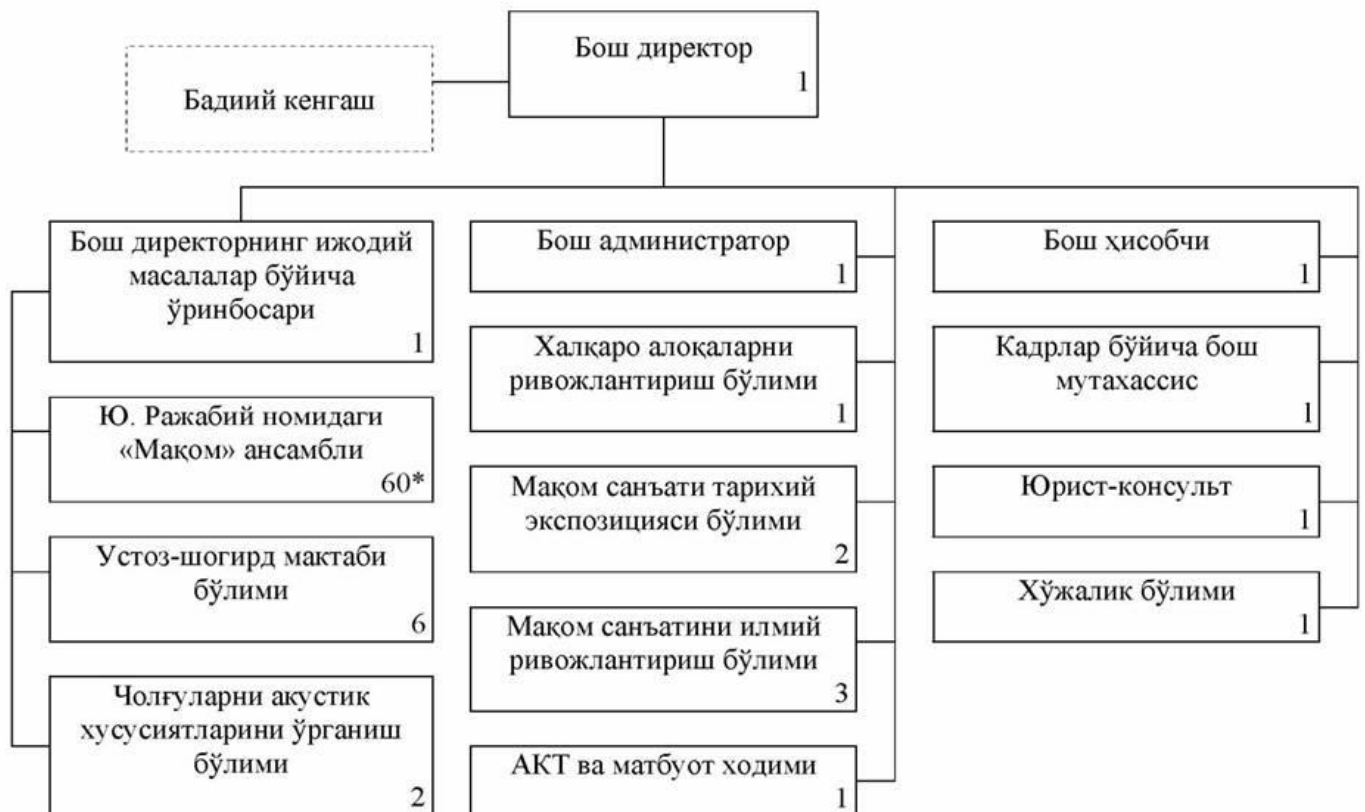 Бош директор
1
Бадиий кенгаш
Бош директорнинг ижодий
масалалар бўйича
ўринбосари
1
Ю. Ражабий номидаги
«Мақом» ансамбли
60*
Устоз-шогирд мактаби
бўлими
6
Чолғуларни акустик
хусусиятларини ўрганиш
бўлими
2
Бош администратор
1
Халқаро алоқаларни
ривожлантириш бўлими
1
Мақом санъати тарихий
экспозицияси бўлими
2
Мақом санъатини илмий
ривожлантириш бўлими
3
АКТ ва матбуот ходими
1
Бош ҳисобчи
1
Кадрлар бўйича бош
мутахассис
1
Юрист-консульт
1
Хўжалик бўлими
1